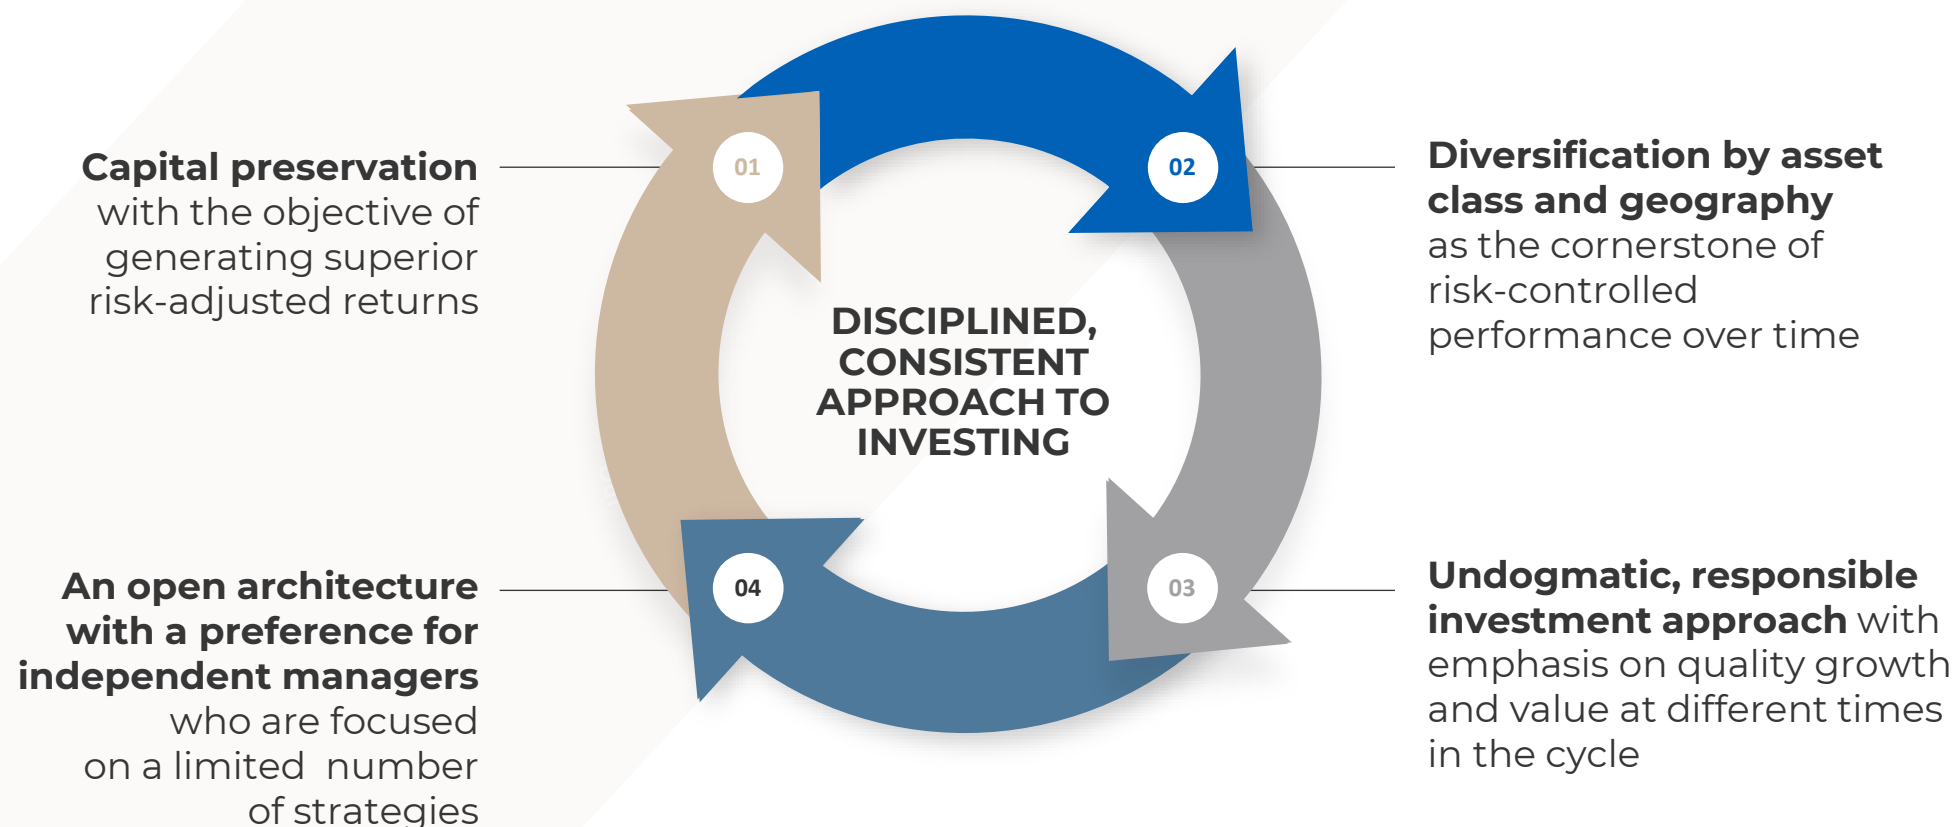 01
Capital preservation
with the objective of
generating superior
risk-adjusted returns
02
Diversification by asset
class and geography
as the cornerstone of
risk-controlled
performance over time
DISCIPLINED,
CONSISTENT
APPROACH TO
INVESTING
03
Undogmatic, responsible
investment approach with
emphasis on quality growth
and value at different times
in the cycle
04
An open architecture
with a preference for
independent managers
who are focused
on a limited number
of strategies